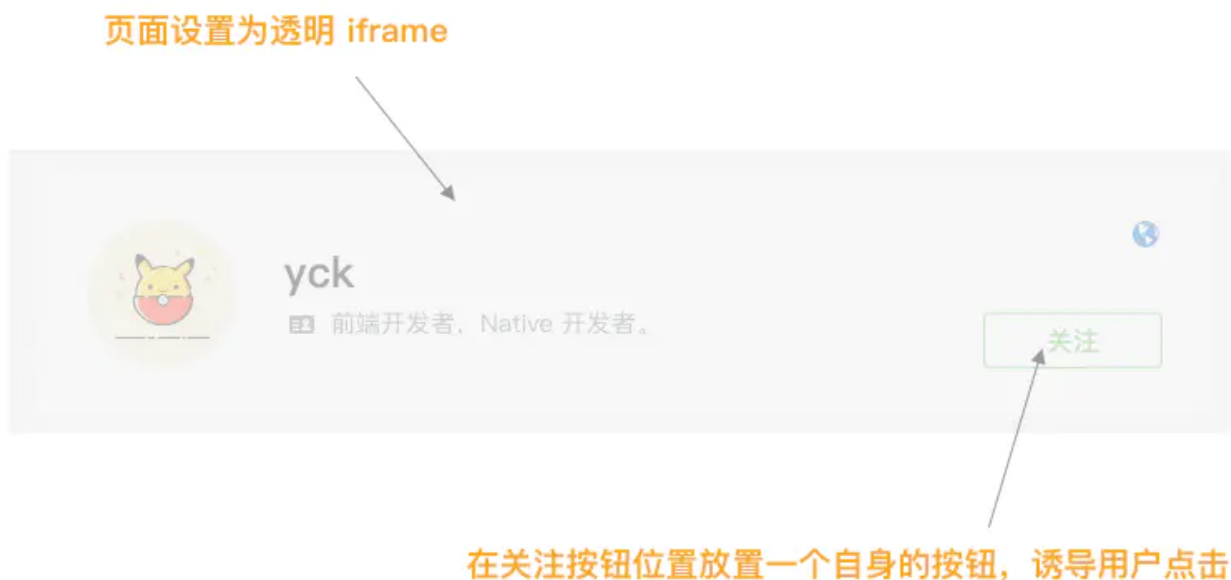 页面设置为透明 iframe
yck
前端开发者、Native 开发者。
关注
在关注按钮位置放置一个自身的按钮，诱导用户点击